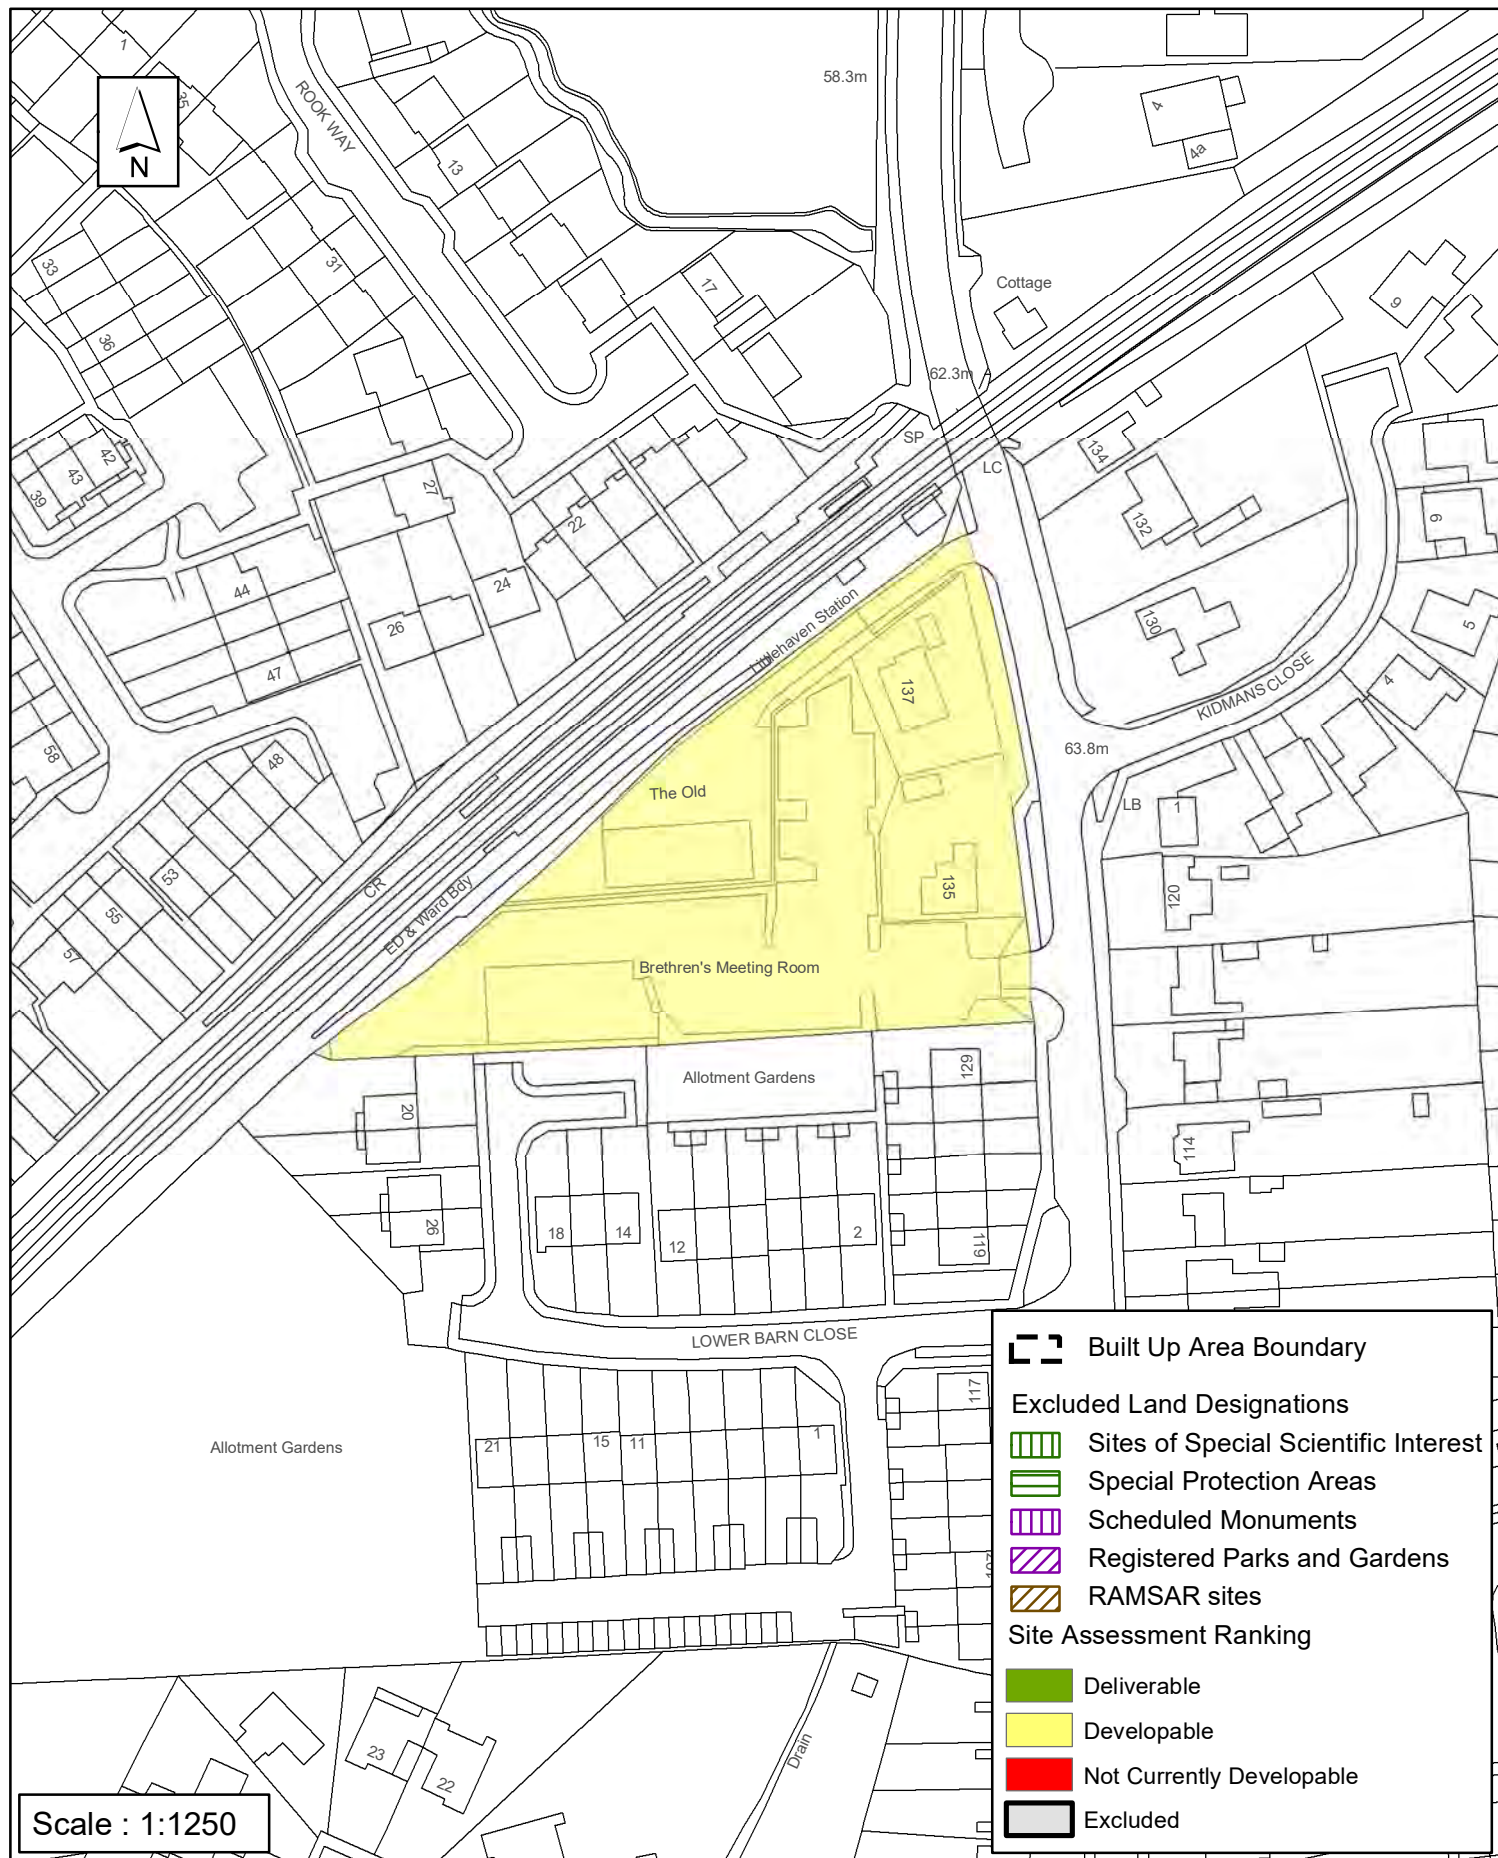 1
35
N
ROOK WAY
13
58.3m
4
4a
33
31
36
17
Cottage
9
62.3m
SP
LC
134
42
43
39
27
22
132
6
44
24
26
130
5
47
Littlehaven Station
137
4
KIDMANS CLOSE
63.8m
58
48
The Old
LB
1
53
CR
55
57
135
120
ED & Ward Bdy
Brethren's Meeting Room
Allotment Gardens
129
20
114
18
14
12
2
26
119
LOWER BARN CLOSE
117
Allotment Gardens
21
15
11
1
107
Drain
23
22
Scale : 1:1250
Built Up Area Boundary
Excluded Land Designations
Sites of Special Scientific Interest
Special Protection Areas
Scheduled Monuments
Registered Parks and Gardens
RAMSAR sites
Site Assessment Ranking
Deliverable
Developable
Not Currently Developable
Excluded